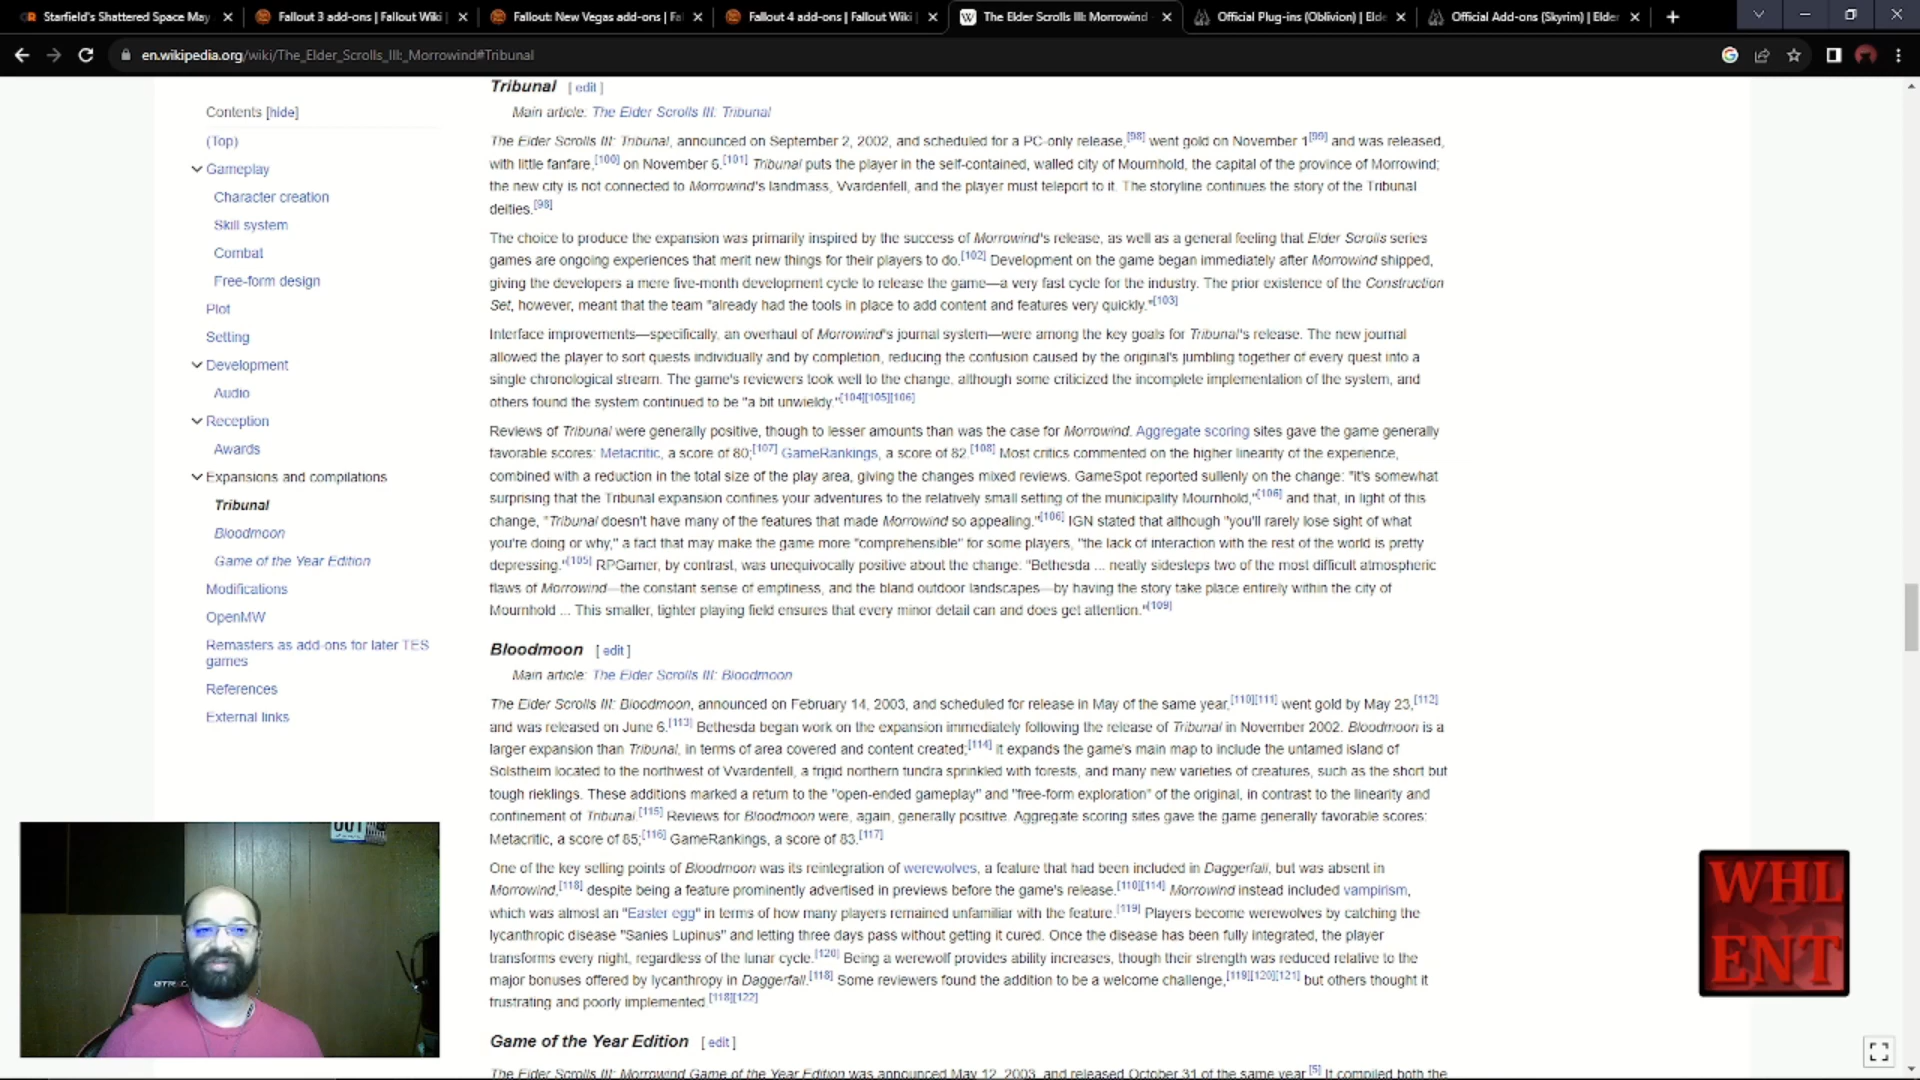 Starfield's Shattered Space May
Fallout 3 add-ons | Fallout Wiki |
Fallout: New Vegas add-ons | Fal
Fallout 4 add-ons | Fallout Wiki |
The Elder Scrolls III: Morrowind
Official Plug-ins (Oblivion) | Elde
Official Add-ons (Skyrim) | Elder
en.wikipedia.org/wiki/The_Elder_Scrolls_III:_Morrowind#Tribunal
Contents [hide]
(Top)
Gameplay
Character creation
Skill system
Combat
Free-form design
Plot
Setting
Development
Audio
Reception
Awards
Expansions and compilations
Tribunal
Bloodmoon
Game of the Year Edition
Modifications
OpenMW
Remasters as add-ons for later TES
games
References
External links
Tribunal [ edit ]
Main article: The Elder Scrolls III: Tribunal
The Elder Scrolls III: Tribunal, announced on September 2, 2002, and scheduled for a PC-only release,[98] went gold on November 1[99] and was released,
with little fanfare,[100] on November 6.[101] Tribunal puts the player in the self-contained, walled city of Mournhold, the capital of the province of Morrowind;
the new city is not connected to Morrowind's landmass, Vvardenfell, and the player must teleport to it. The storyline continues the story of the Tribunal
deities.[98]
The choice to produce the expansion was primarily inspired by the success of Morrowind's release, as well as a general feeling that Elder Scrolls series
games are ongoing experiences that merit new things for their players to do.[102] Development on the game began immediately after Morrowind shipped,
giving the developers a mere five-month development cycle to release the game—a very fast cycle for the industry. The prior existence of the Construction
Set, however, meant that the team "already had the tools in place to add content and features very quickly."[103]
Interface improvements—specifically, an overhaul of Morrowind's journal system—were among the key goals for Tribunal's release. The new journal
allowed the player to sort quests individually and by completion, reducing the confusion caused by the original's jumbling together of every quest into a
single chronological stream. The game's reviewers took well to the change, although some criticized the incomplete implementation of the system, and
others found the system continued to be "a bit unwieldy."[104][105][106]
Reviews of Tribunal were generally positive, though to lesser amounts than was the case for Morrowind. Aggregate scoring sites gave the game generally
favorable scores: Metacritic, a score of 80;[107] GameRankings, a score of 82.[108] Most critics commented on the higher linearity of the experience,
combined with a reduction in the total size of the play area, giving the changes mixed reviews. GameSpot reported sullenly on the change: "it's somewhat
surprising that the Tribunal expansion confines your adventures to the relatively small setting of the municipality Mournhold,"[106] and that, in light of this
change, "Tribunal doesn't have many of the features that made Morrowind so appealing."[106] IGN stated that although "you'll rarely lose sight of what
you're doing or why," a fact that may make the game more "comprehensible" for some players, "the lack of interaction with the rest of the world is pretty
depressing."[105] RPGamer, by contrast, was unequivocally positive about the change: "Bethesda ... neatly sidesteps two of the most difficult atmospheric
flaws of Morrowind—the constant sense of emptiness, and the bland outdoor landscapes—by having the story take place entirely within the city of
Mournhold ... This smaller, tighter playing field ensures that every minor detail can and does get attention."[109]
Bloodmoon [ edit ]
Main article: The Elder Scrolls III: Bloodmoon
The Elder Scrolls III: Bloodmoon, announced on February 14, 2003, and scheduled for release in May of the same year,[110][111] went gold by May 23,[112]
and was released on June 6.[113] Bethesda began work on the expansion immediately following the release of Tribunal in November 2002. Bloodmoon is a
larger expansion than Tribunal, in terms of area covered and content created;[114] it expands the game's main map to include the untamed island of
Solstheim located to the northwest of Vvardenfell, a frigid northern tundra sprinkled with forests, and many new varieties of creatures, such as the short but
tough rieklings. These additions marked a return to the "open-ended gameplay" and "free-form exploration" of the original, in contrast to the linearity and
confinement of Tribunal.[115] Reviews for Bloodmoon were, again, generally positive. Aggregate scoring sites gave the game generally favorable scores:
Metacritic, a score of 85;[116] GameRankings, a score of 83.[117]
One of the key selling points of Bloodmoon was its reintegration of werewolves, a feature that had been included in Daggerfall, but was absent in
Morrowind,[118] despite being a feature prominently advertised in previews before the game's release.[110][114] Morrowind instead included vampirism,
which was almost an "Easter egg" in terms of how many players remained unfamiliar with the feature.[119] Players become werewolves by catching the
lycanthropic disease "Sanies Lupinus" and letting three days pass without getting it cured. Once the disease has been fully integrated, the player
transforms every night, regardless of the lunar cycle.[120] Being a werewolf provides ability increases, though their strength was reduced relative to the
major bonuses offered by lycanthropy in Daggerfall.[118] Some reviewers found the addition to be a welcome challenge,[119][120][121] but others thought it
frustrating and poorly implemented.[118][122]
Game of the Year Edition [ edit ]
The Elder Scrolls III: Morrowind Game of the Year Edition was announced May 12, 2003, and released October 31 of the same year.[5] It compiled both the
WHL
ENT